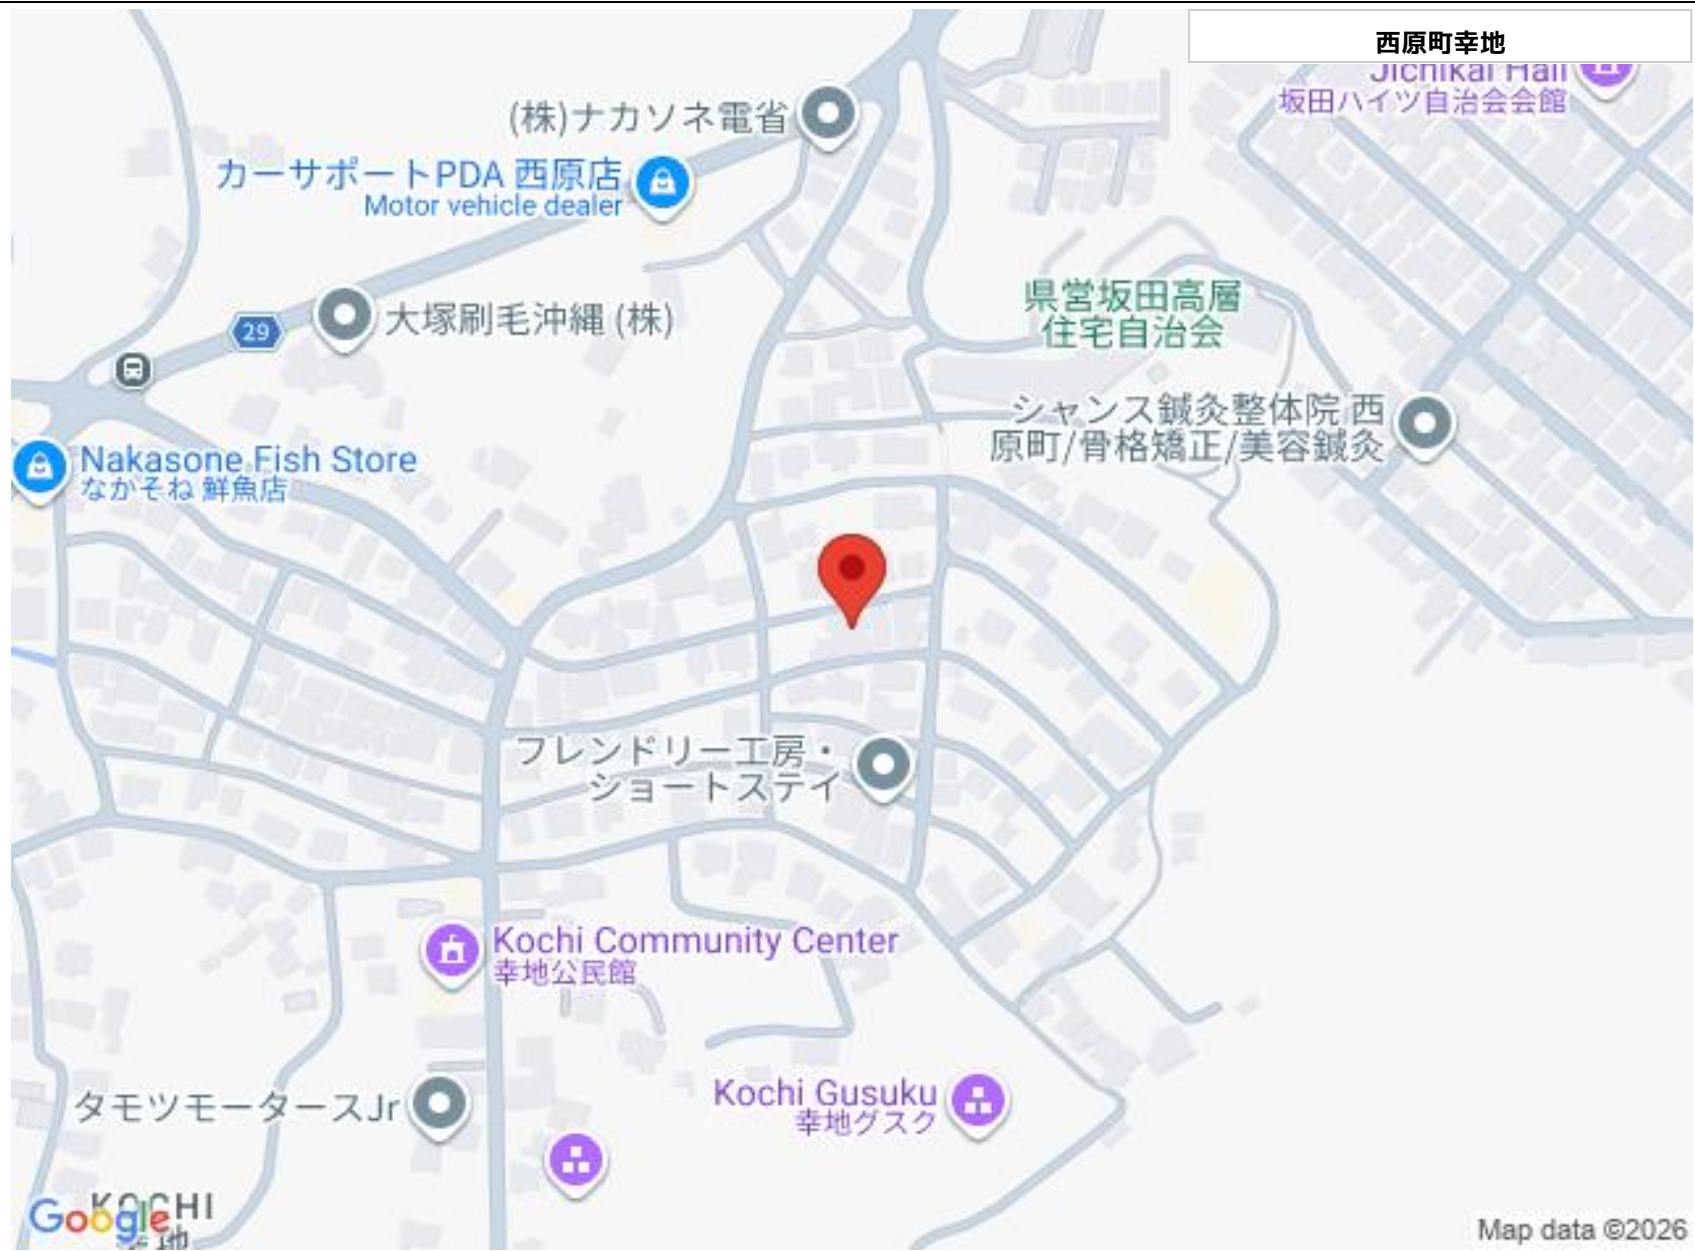 西原町幸地
Jichikai Hall
坂田ハイツ自治会会館
(株)ナカソネ電省
カーサポートPDA 西原店
Motor vehicle dealer
県営坂田高層
住宅自治会
29
大塚刷毛沖縄 (株)
シャンス鍼灸整体院 西
原町/骨格矯正/美容鍼灸
Nakasone Fish Store
なかそね 鮮魚店
フレンドリー工房・
ショートステイ
Kochi Community Center
幸地公民館
Kochi Gusuku
幸地グスク
タモツモータースJr
KOCHI
幸地
Google
Map data ©2026